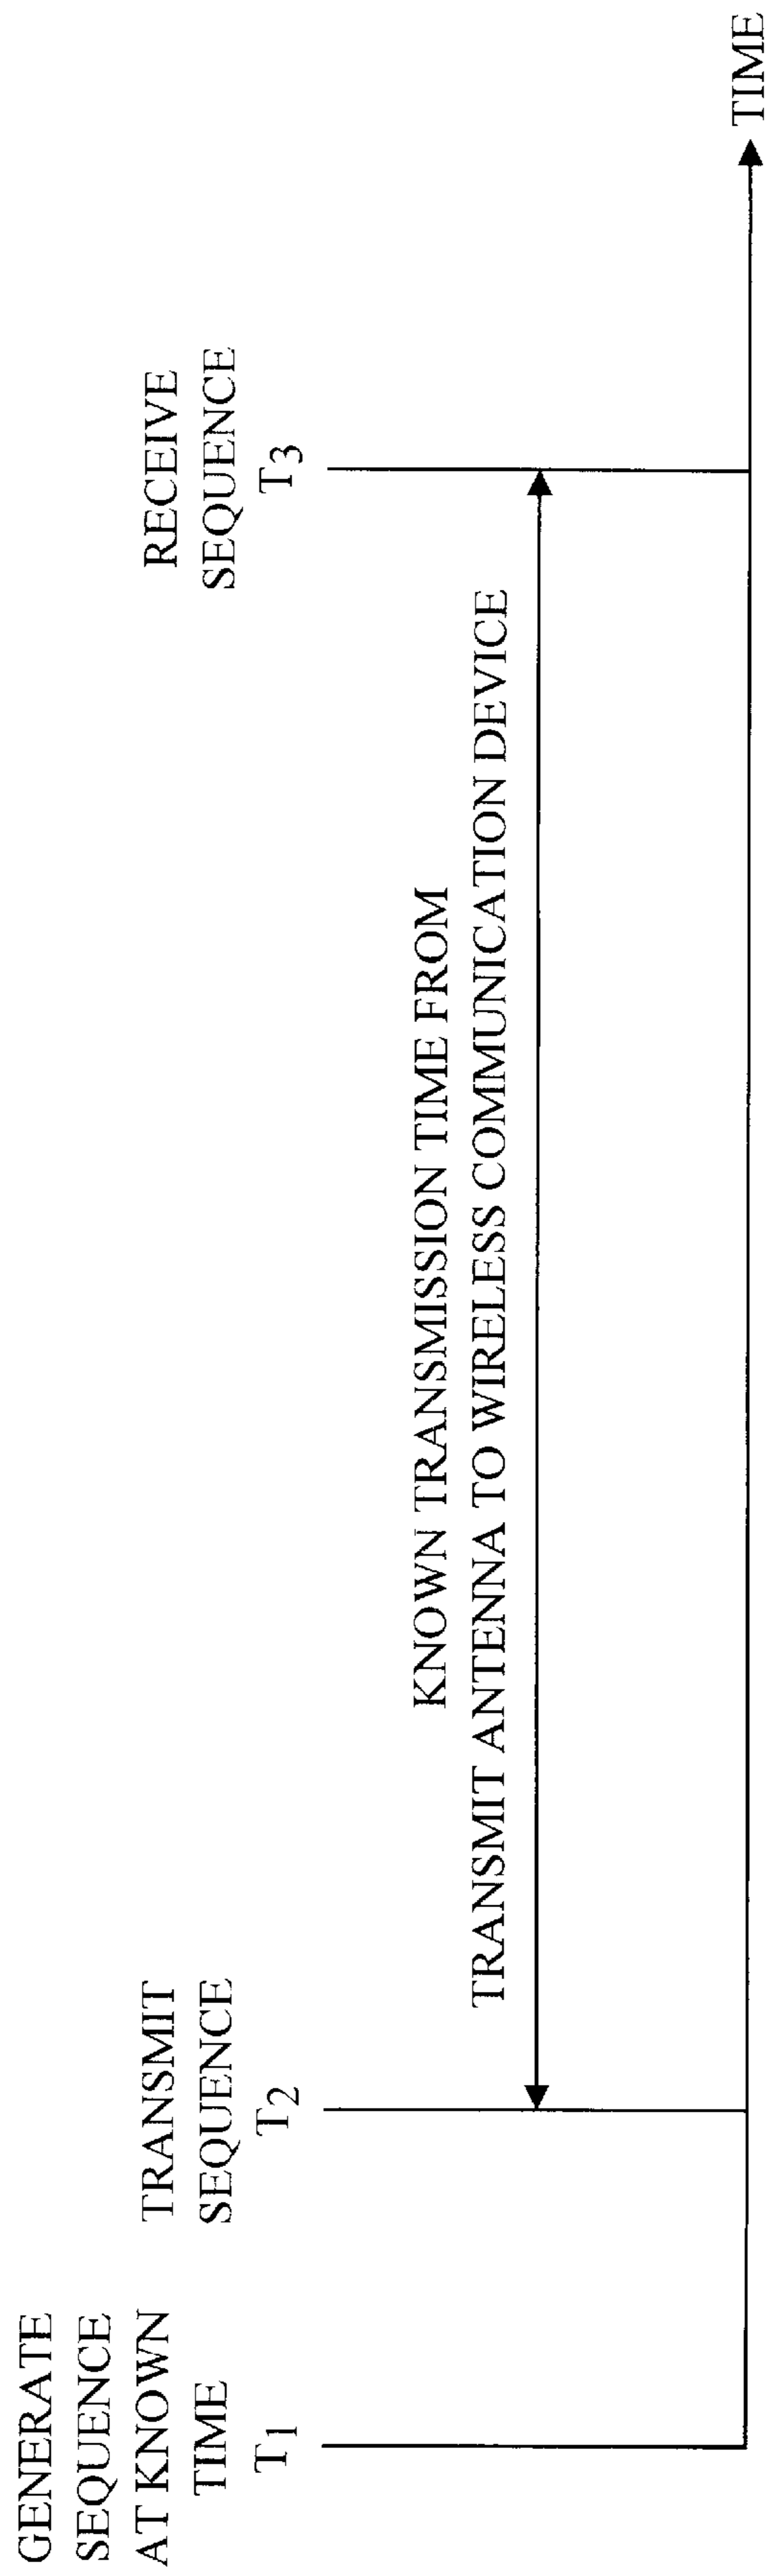 GENERATE
SEQUENCE
AT KNOWN
TIME
T1
TRANSMIT
SEQUENCE
T2
KNOWN TRANSMISSION TIME FROM
TRANSMIT ANTENNA TO WIRELESS COMMUNICATION DEVICE
RECEIVE
SEQUENCE
T3
TIME